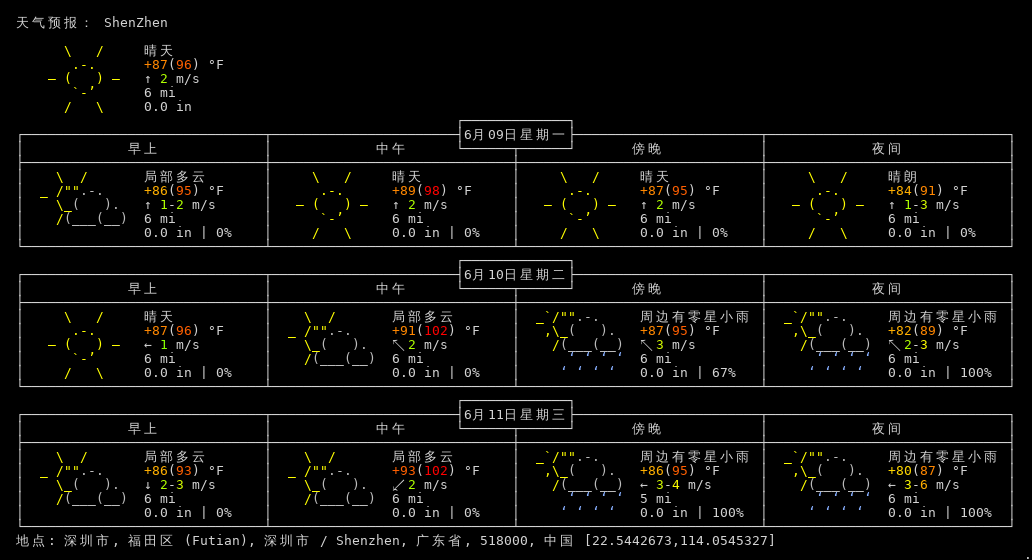 天气预报： ShenZhen
晴天
+87(96) °F
↑ 2 m/s
6 mi
0.0 in
6月09日星期一
早上 中午 傍晚 夜间
局部多云 晴天 晴天 晴朗
+86(95) °F +89(98) °F +87(95) °F +84(91) °F
↑ 1-2 m/s ↑ 2 m/s ↑ 2 m/s ↑ 1-3 m/s
6 mi 6 mi 6 mi 6 mi
0.0 in | 0% 0.0 in | 0% 0.0 in | 0% 0.0 in | 0%
6月10日星期二
早上 中午 傍晚 夜间
晴天 局部多云 周边有零星小雨 周边有零星小雨
+87(96) °F +91(102) °F +87(95) °F +82(89) °F
← 1 m/s ↖ 2 m/s ↖ 3 m/s ↖ 2-3 m/s
6 mi 6 mi 6 mi 6 mi
0.0 in | 0% 0.0 in | 0% 0.0 in | 67% 0.0 in | 100%
6月11日星期三
早上 中午 傍晚 夜间
局部多云 局部多云 周边有零星小雨 周边有零星小雨
+86(93) °F +93(102) °F +86(95) °F +80(87) °F
↓ 2-3 m/s ↙ 2 m/s ← 3-4 m/s ← 3-6 m/s
6 mi 6 mi 5 mi 6 mi
0.0 in | 0% 0.0 in | 0% 0.0 in | 100% 0.0 in | 100%
地点: 深圳市, 福田区 (Futian), 深圳市 / Shenzhen, 广东省, 518000, 中国 [22.5442673,114.0545327]